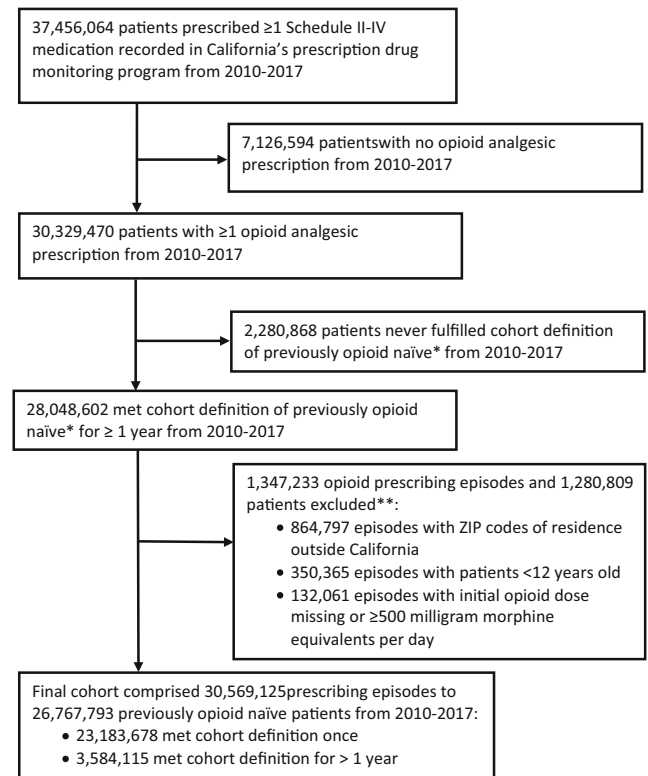 37,456,064 patients prescribed ≥1 Schedule II-IV
medication recorded in California's prescription drug
monitoring program from 2010-2017
7,126,594 patientswith no opioid analgesic
prescription from 2010-2017
30,329,470 patients with ≥1 opioid analgesic
prescription from 2010-2017
2,280,868 patients never fulfilled cohort definition
of previously opioid naïve* from 2010-2017
28,048,602 met cohort definition of previously opioid
naïve* for ≥ 1 year from 2010-2017
1,347,233 opioid prescribing episodes and 1,280,809
patients excluded**:
• 864,797 episodes with ZIP codes of residence
outside California
• 350,365 episodes with patients <12 years old
• 132,061 episodes with initial opioid dose
missing or ≥500 milligram morphine
equivalents per day
Final cohort comprised 30,569,125prescribing episodes to
26,767,793 previously opioid naïve patients from 2010-2017:
• 23,183,678 met cohort definition once
• 3,584,115 met cohort definition for > 1 year